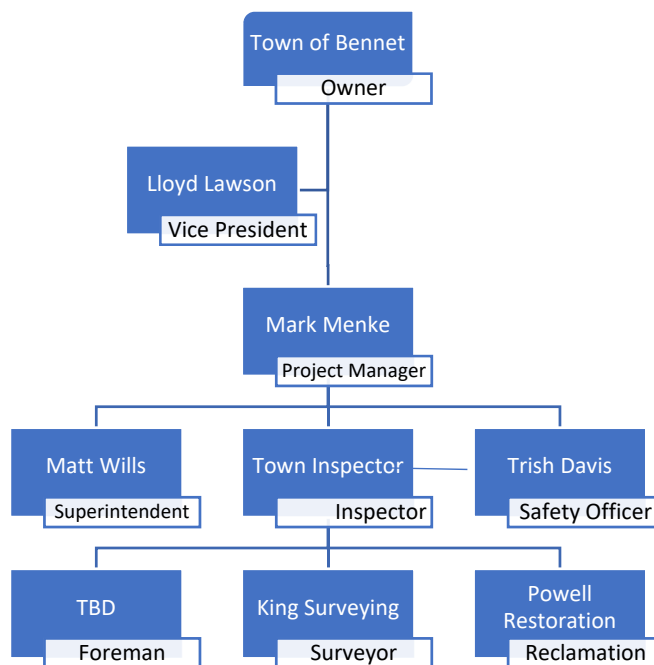 Town of Bennet
Owner
Lloyd Lawson
Vice President
Mark Menke
Project Manager
Matt Wills
Superintendent
Town Inspector
Inspector
Trish Davis
Safety Officer
TBD
Foreman
King Surveying
Surveyor
Powell
Restoration
Reclamation